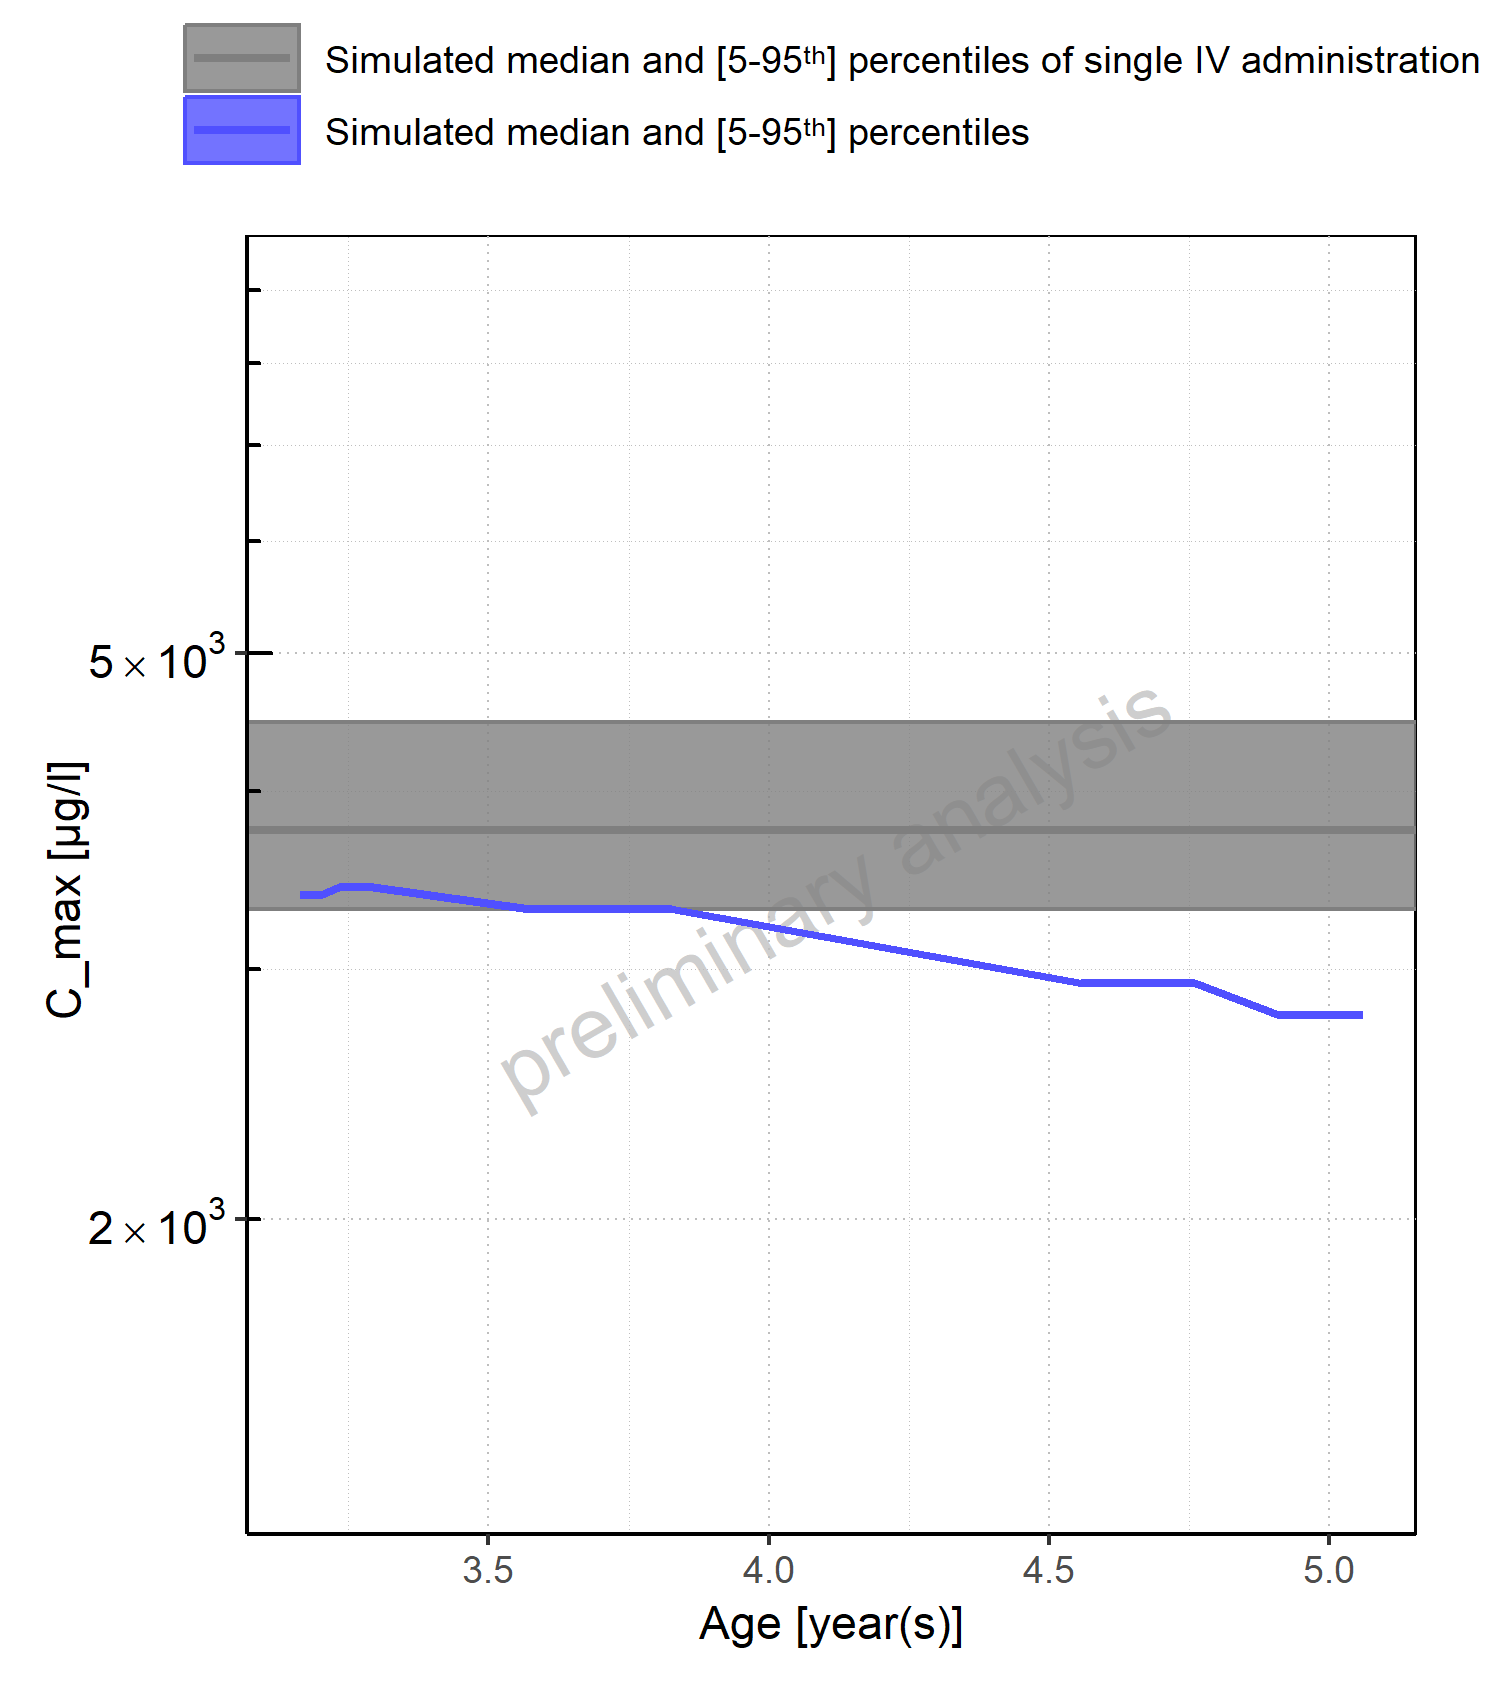 Simulated median and [5-95th] percentiles of single IV administration
Simulated median and [5-95th] percentiles
5 × 10³
2 × 10³
C_max [µg/l]
preliminary analysis
3.5 4.0 4.5 5.0
Age [year(s)]